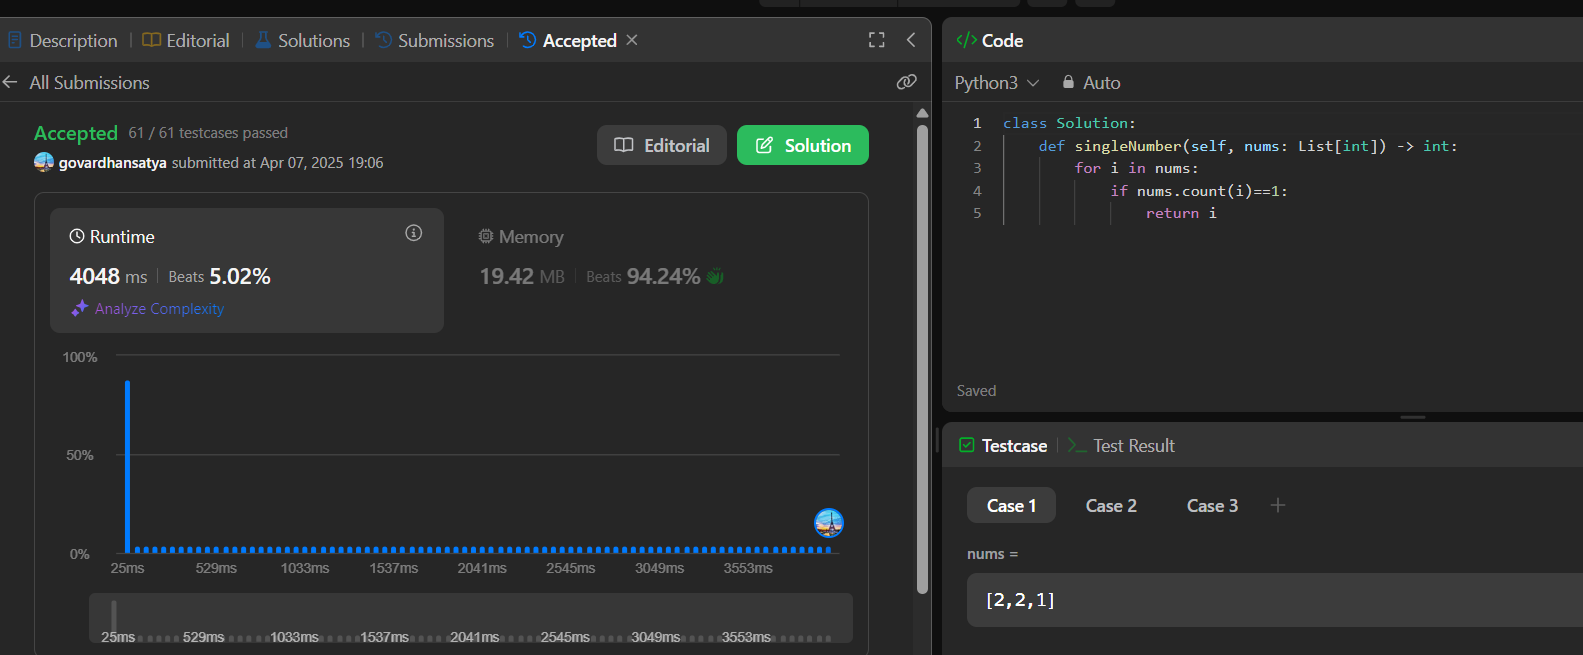 Description | Editorial | Solutions | Submissions | Accepted ×
All Submissions
Accepted 61 / 61 testcases passed
govardhansatya submitted at Apr 07, 2025 19:06
Editorial
Solution
Runtime
4048 ms | Beats 5.02%
Analyze Complexity
Memory
19.42 MB | Beats 94.24%
100%
50%
0%
25ms 529ms 1033ms 1537ms 2041ms 2545ms 3049ms 3553ms
25ms 529ms 1033ms 1537ms 2041ms 2545ms 3049ms 3553ms
</> Code
Python3 Auto
1 class Solution:
2     def singleNumber(self, nums: List[int]) -> int:
3         for i in nums:
4             if nums.count(i)==1:
5                 return i
Saved
Testcase | >_ Test Result
Case 1 Case 2 Case 3 +
nums =
[2,2,1]